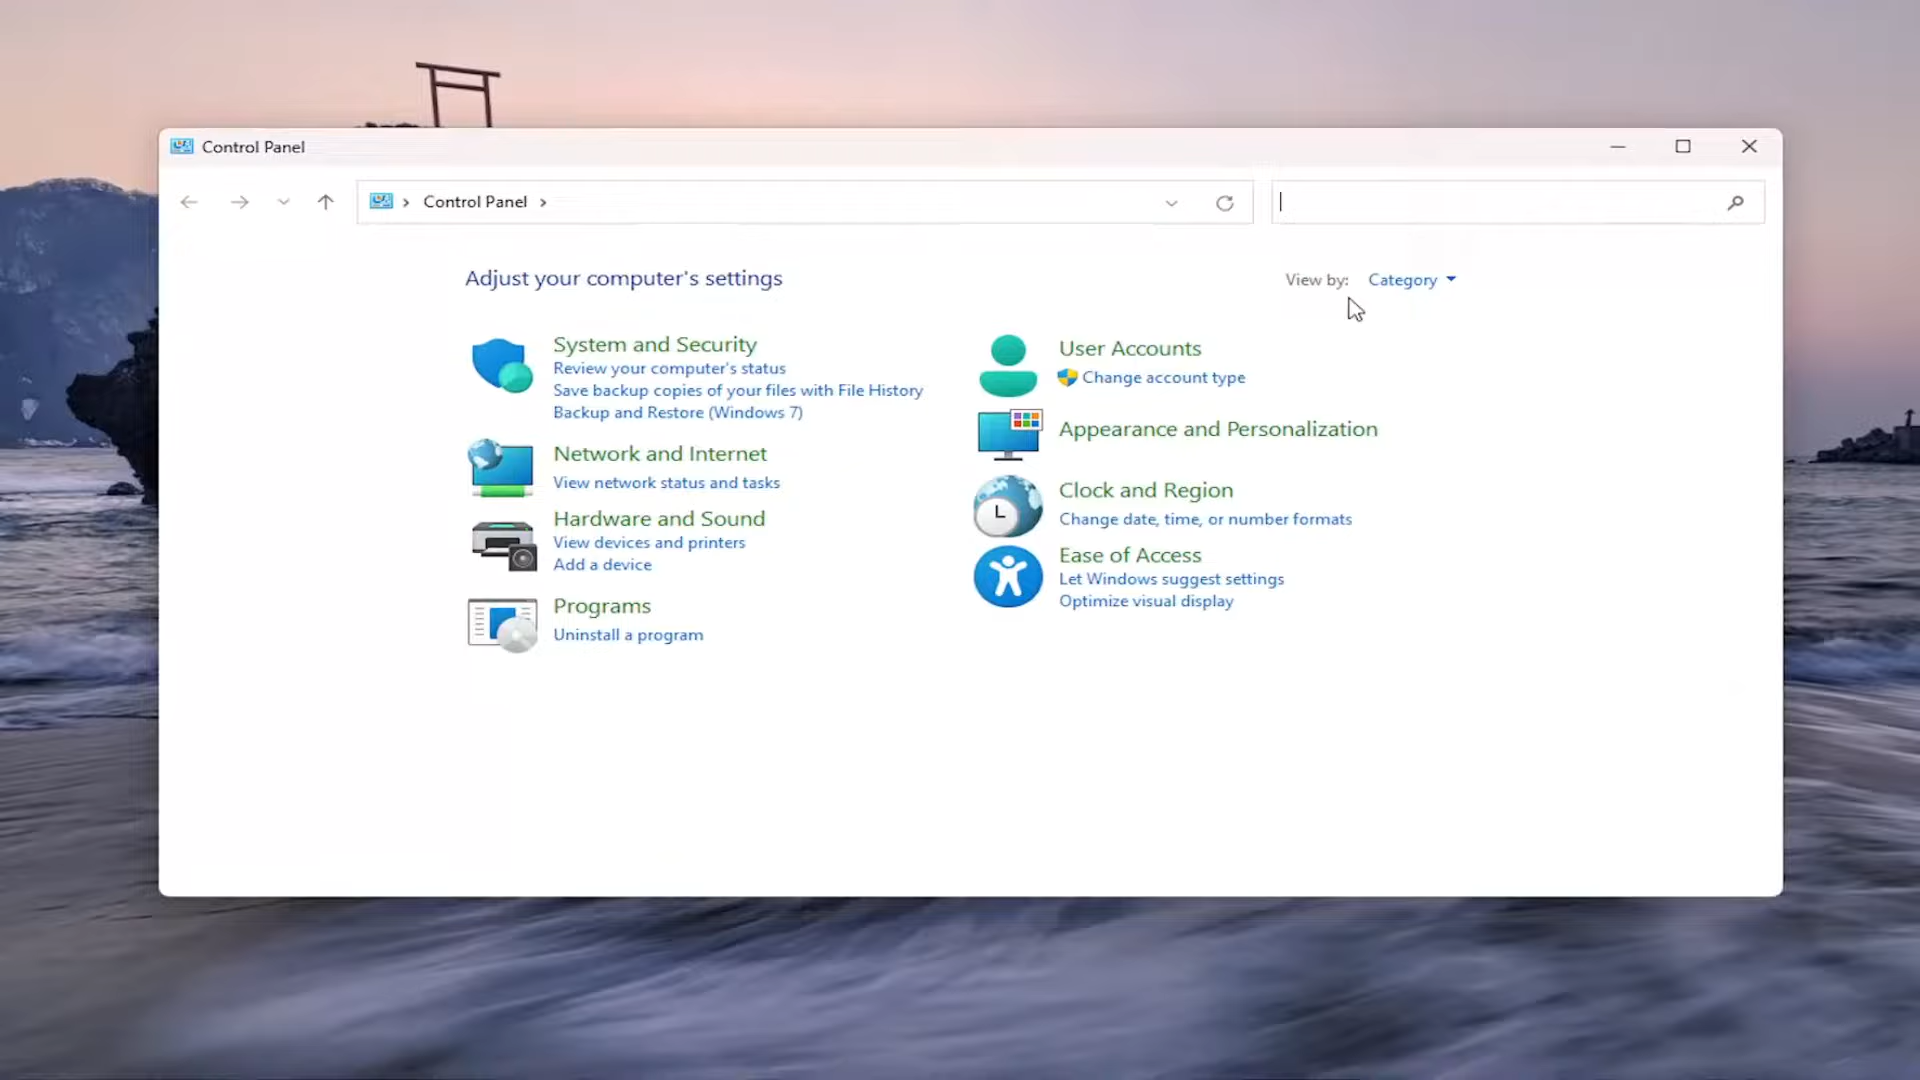 Control Panel
Control Panel
Adjust your computer's settings
View by: Category
System and Security
Review your computer's status
Save backup copies of your files with File History
Backup and Restore (Windows 7)
Network and Internet
View network status and tasks
Hardware and Sound
View devices and printers
Add a device
Programs
Uninstall a program
User Accounts
Change account type
Appearance and Personalization
Clock and Region
Change date, time, or number formats
Ease of Access
Let Windows suggest settings
Optimize visual display